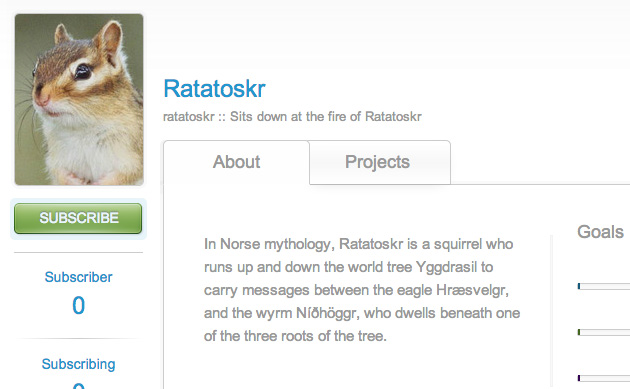 Ratatoskr
ratatoskr :: Sits down at the fire of Ratatoskr
About
Projects
SUBSCRIBE
Subscriber
0
Subscribing
In Norse mythology, Ratatoskr is a squirrel who
runs up and down the world tree Yggdrasil to
carry messages between the eagle Hræsvelgr,
and the wyrm Níðhöggr, who dwells beneath one
of the three roots of the tree.
Goals